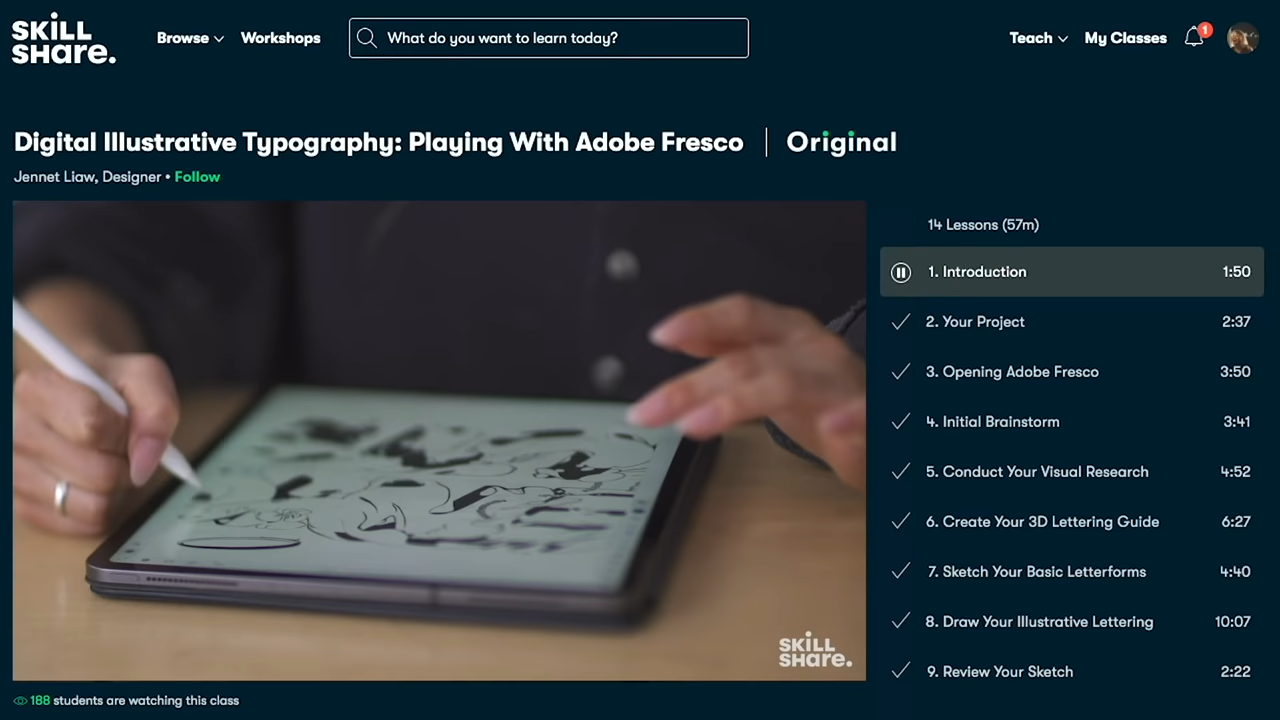 SKiLL
SHare.
Browse
Workshops
What do you want to learn today?
Teach
My Classes
1
Digital Illustrative Typography: Playing With Adobe Fresco | Original
Jennet Liaw, Designer • Follow
14 Lessons (57m)
1. Introduction 1:50
2. Your Project 2:37
3. Opening Adobe Fresco 3:50
4. Initial Brainstorm 3:41
5. Conduct Your Visual Research 4:52
6. Create Your 3D Lettering Guide 6:27
7. Sketch Your Basic Letterforms 4:40
8. Draw Your Illustrative Lettering 10:07
9. Review Your Sketch 2:22
SKiLL
SHare.
188 students are watching this class